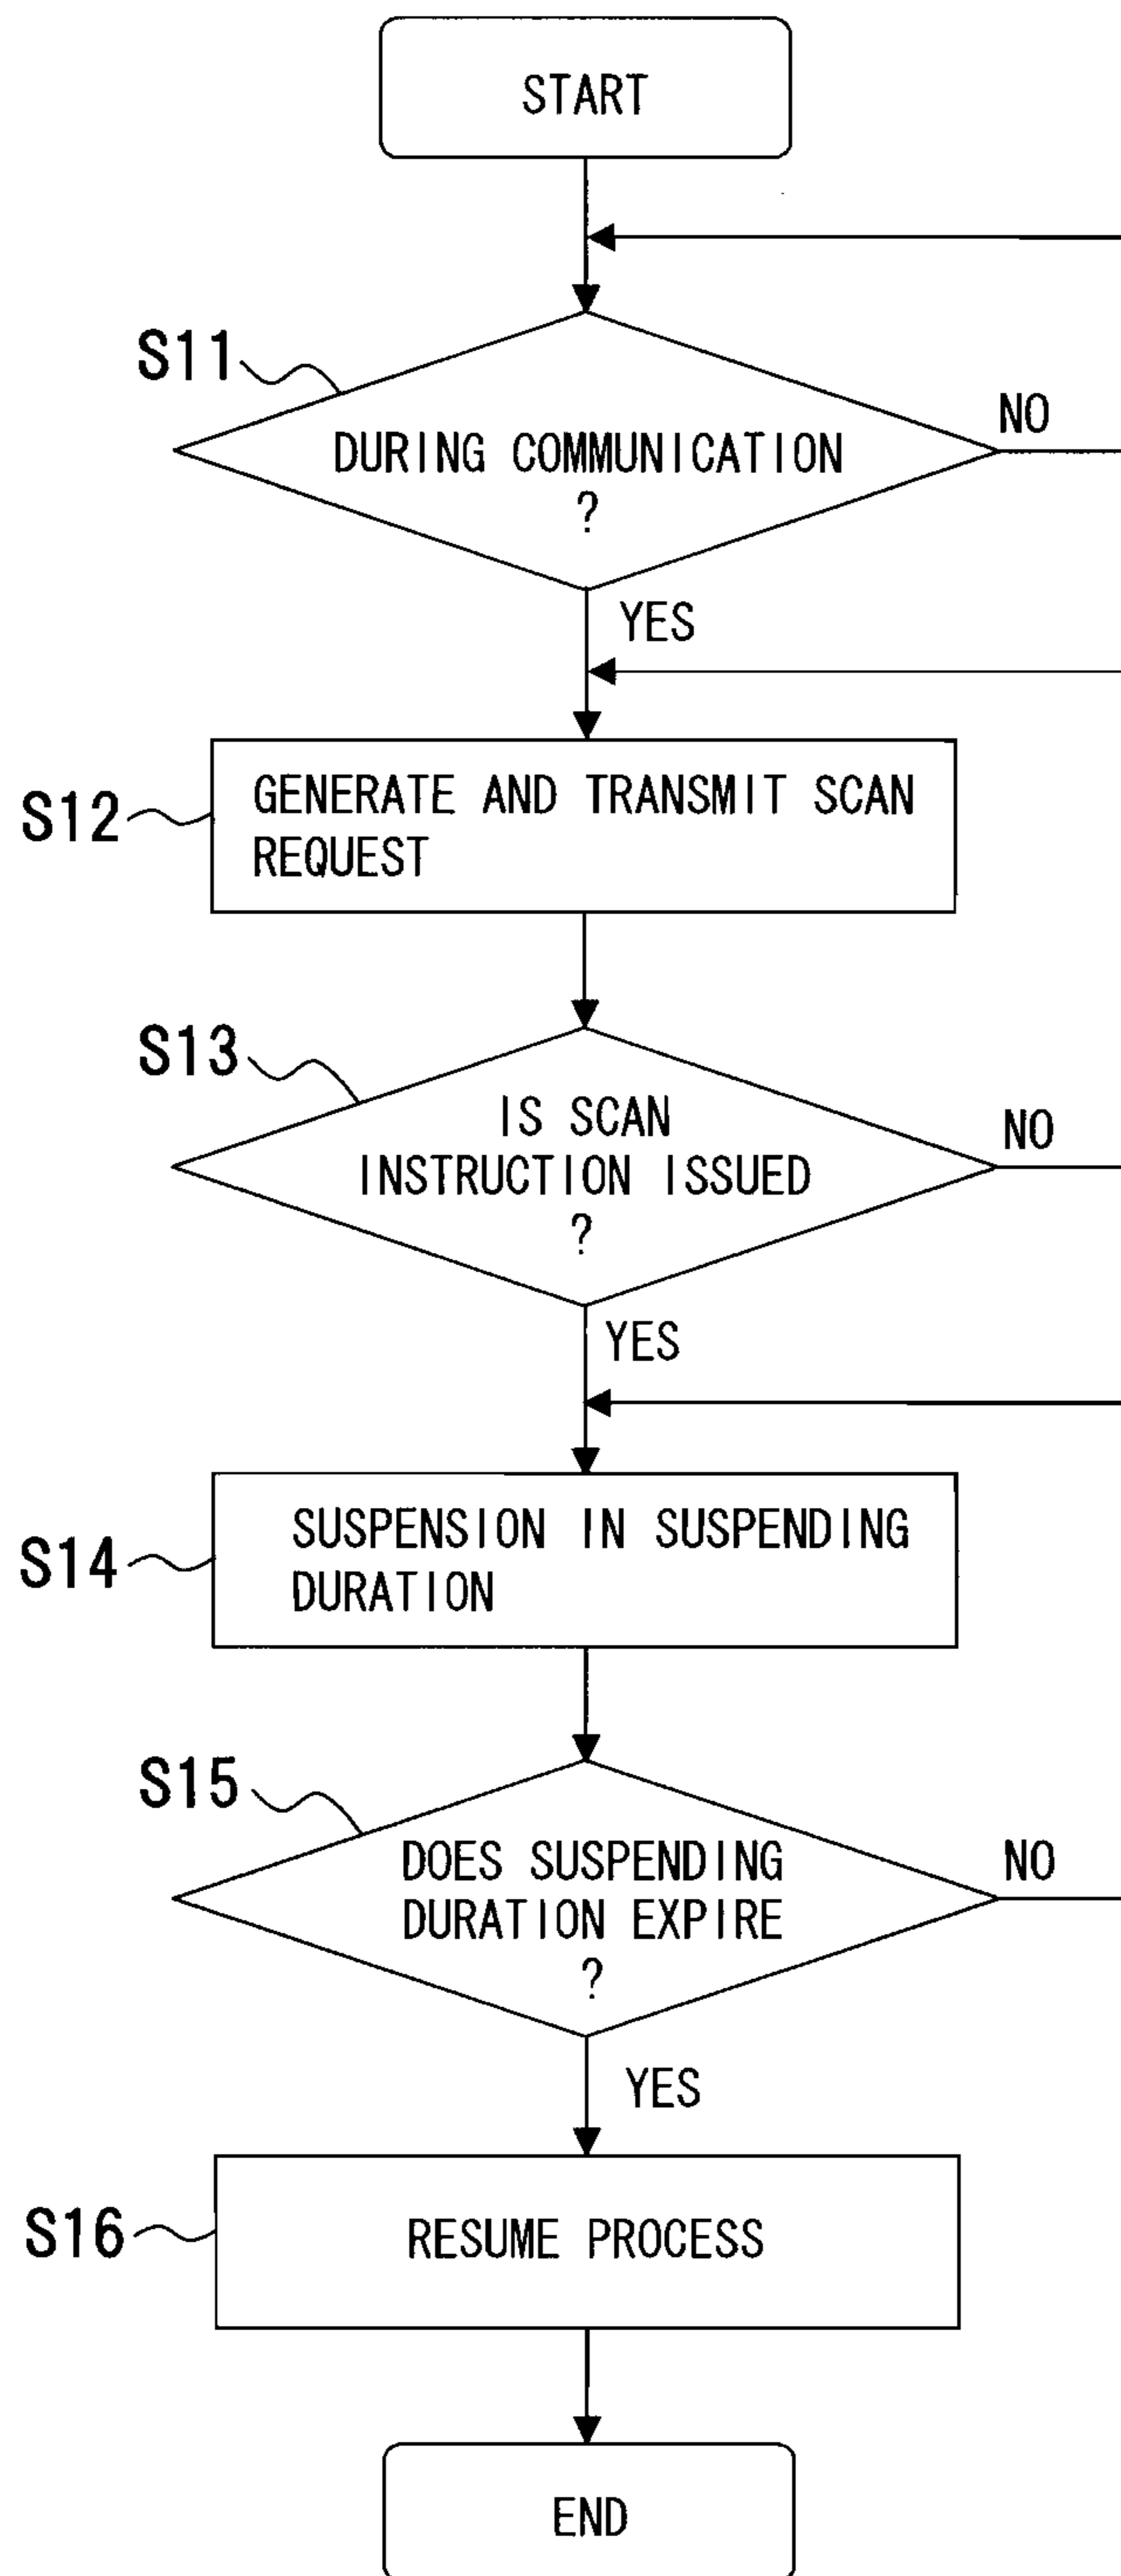 START
S11
DURING COMMUNICATION
?
NO
YES
S12
GENERATE AND TRANSMIT SCAN
REQUEST
S13
IS SCAN
INSTRUCTION ISSUED
?
NO
YES
S14
SUSPENSION IN SUSPENDING
DURATION
S15
DOES SUSPENDING
DURATION EXPIRE
?
NO
YES
S16
RESUME PROCESS
END